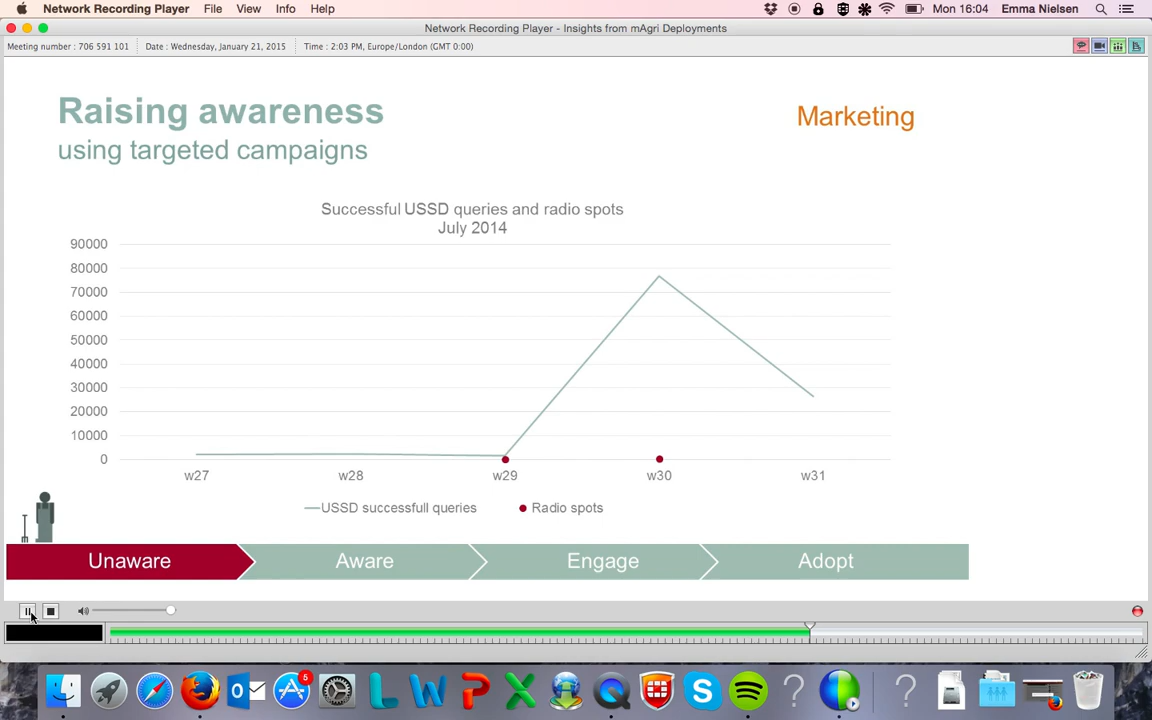 Network Recording Player File View Info Help Mon 16:04 Emma Nielsen
Network Recording Player - Insights from mAgri Deployments
Meeting number : 706 591 101 Date : Wednesday, January 21, 2015 Time : 2:03 PM, Europe/London (GMT 0:00)
Raising awareness
using targeted campaigns
Marketing
Successful USSD queries and radio spots
July 2014
90000
80000
70000
60000
50000
40000
30000
20000
10000
0
w27 w28 w29 w30 w31
USSD successfull queries Radio spots
Unaware Aware Engage Adopt
5